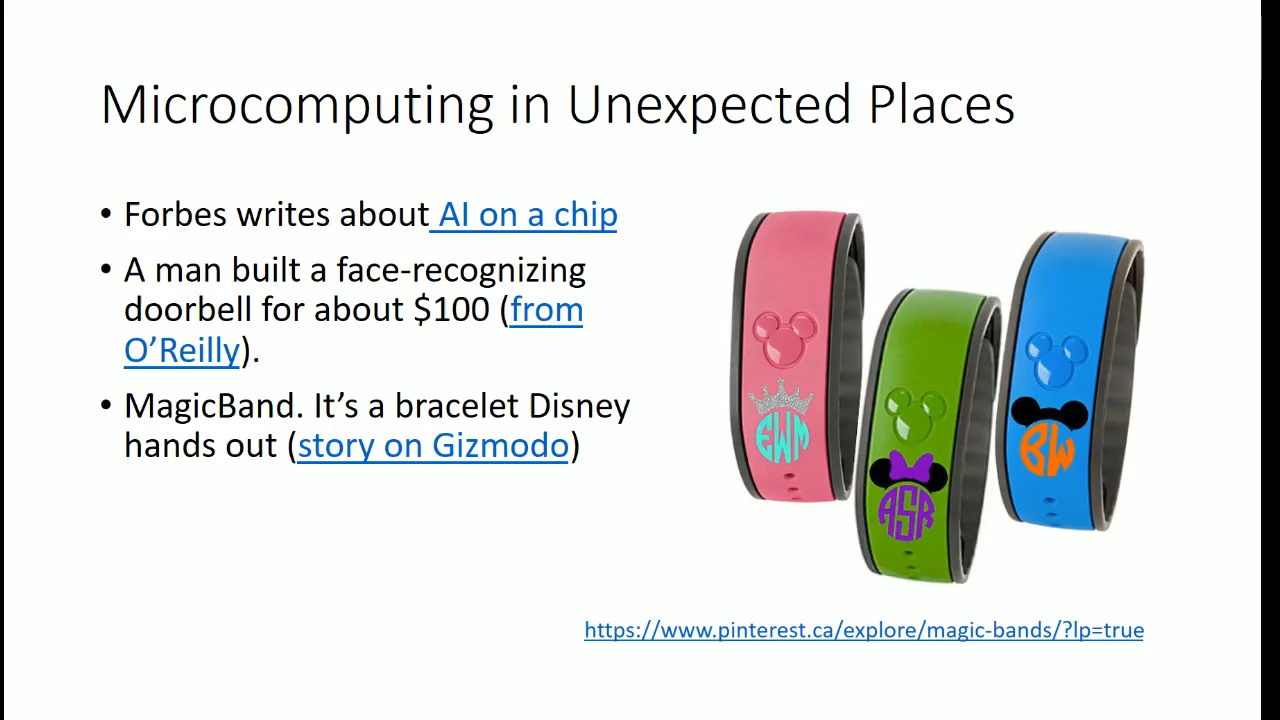 Microcomputing in Unexpected Places
• Forbes writes about AI on a chip
• A man built a face-recognizing
doorbell for about $100 (from
O’Reilly).
• MagicBand. It’s a bracelet Disney
hands out (story on Gizmodo)
EWM
ASR
BW
https://www.pinterest.ca/explore/magic-bands/?lp=true